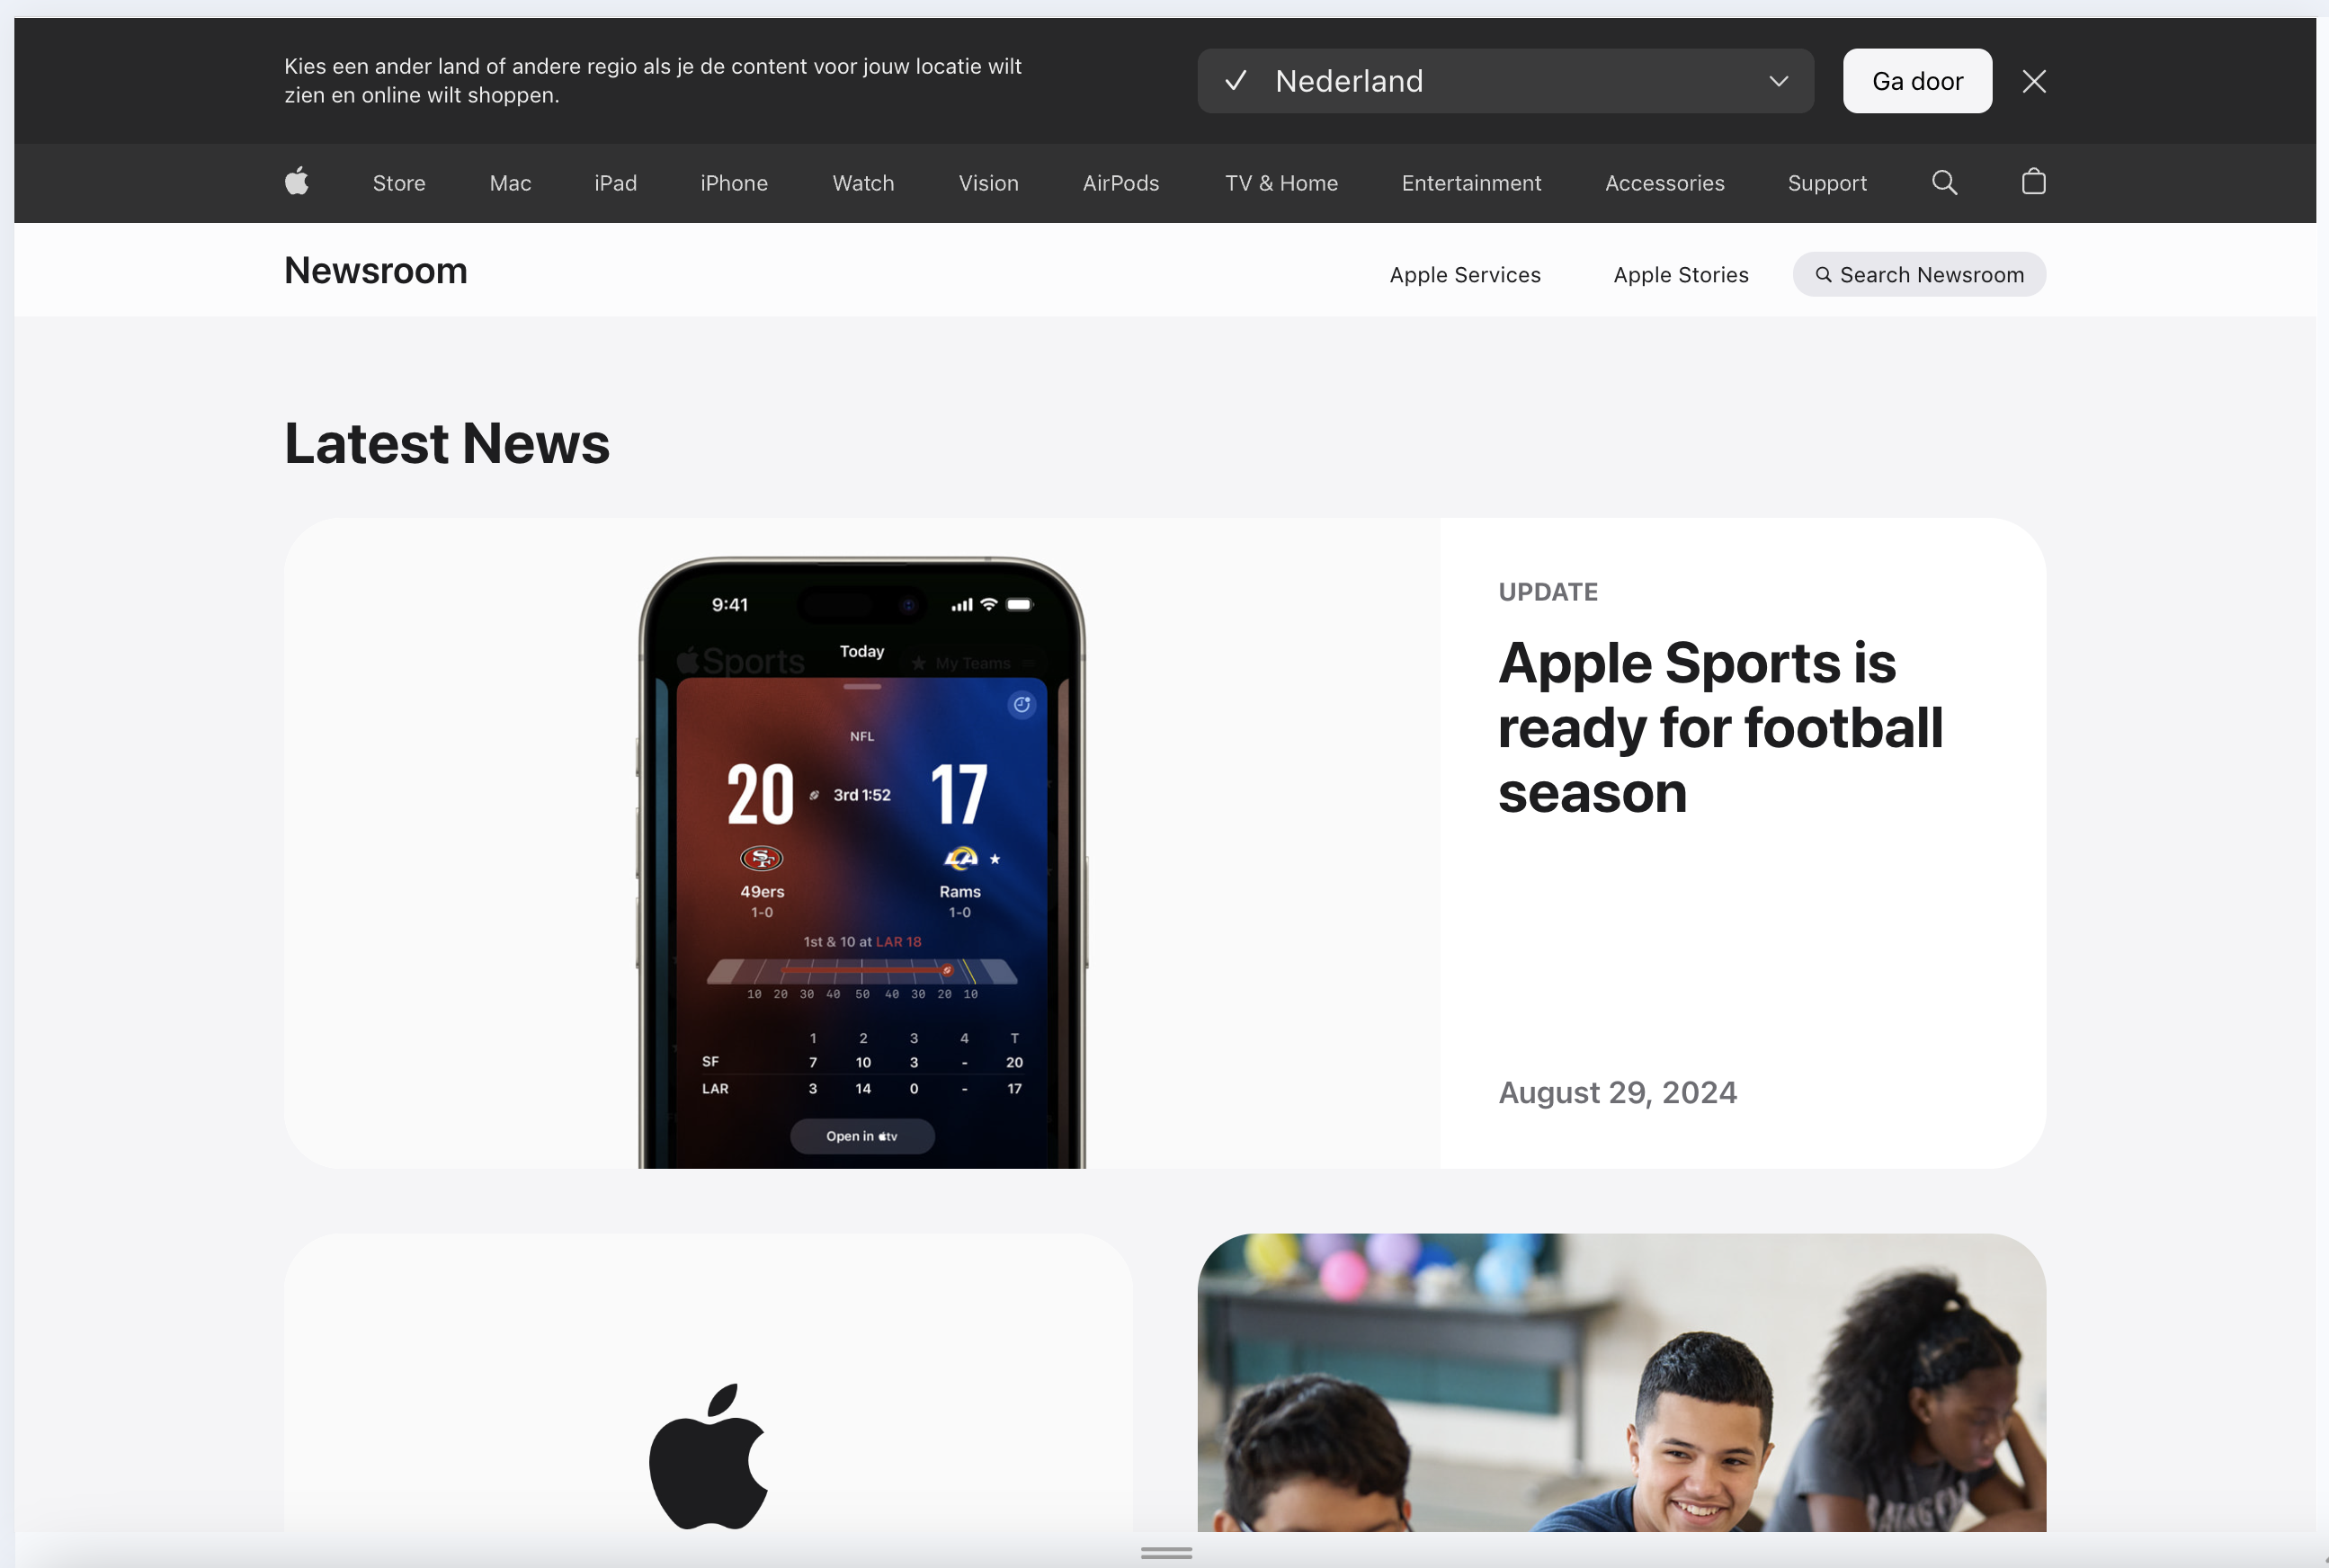 Kies een ander land of andere regio als je de content voor jouw locatie wilt
zien en online wilt shoppen.
Nederland
Ga door
Store Mac iPad iPhone Watch Vision AirPods TV & Home Entertainment Accessories Support
Newsroom
Apple Services
Apple Stories
Search Newsroom
Latest News
9:41
Sports
Today
My Teams
NFL
20 3rd 1:52 17
SF
LA
49ers Rams
1-0 1-0
1st & 10 at LAR 18
10 20 30 40 50 40 30 20 10
1 2 3 4 T
SF 7 10 3 - 20
LAR 3 14 0 - 17
Open in tv
UPDATE
Apple Sports is
ready for football
season
August 29, 2024